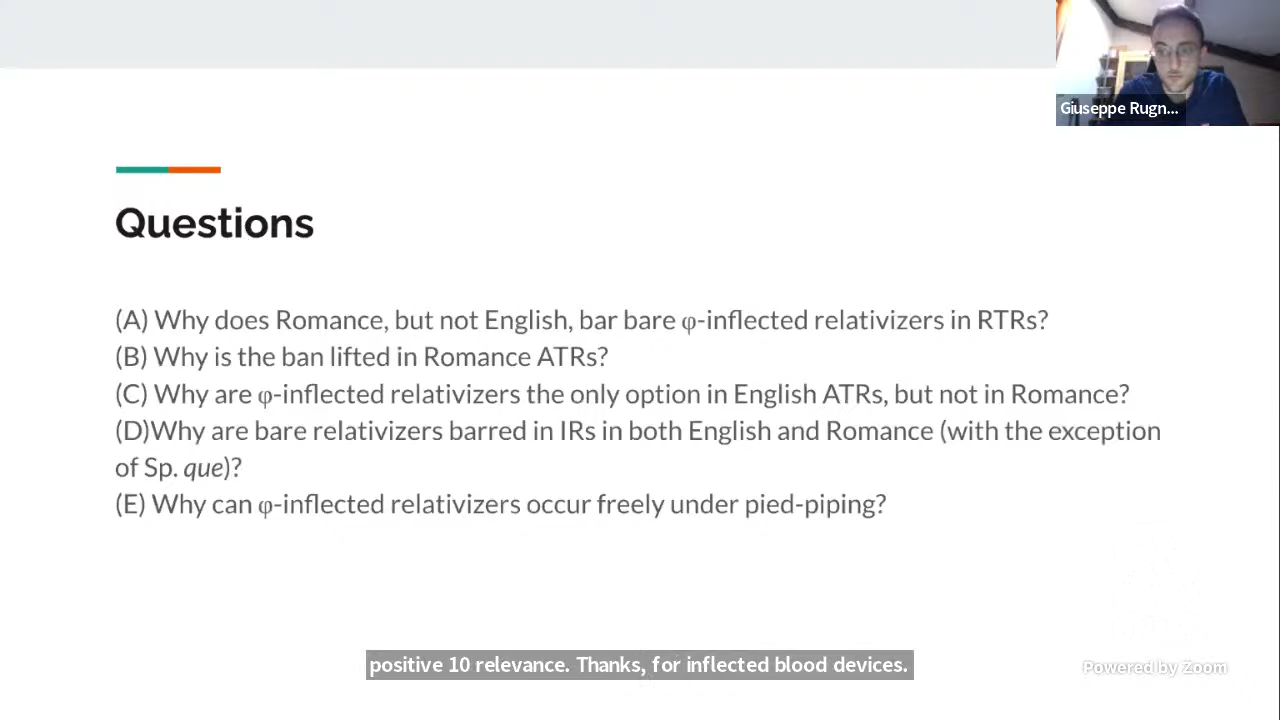 Giuseppe Rugn...
Questions
(A) Why does Romance, but not English, bar bare φ-inflected relativizers in RTRs?
(B) Why is the ban lifted in Romance ATRs?
(C) Why are φ-inflected relativizers the only option in English ATRs, but not in Romance?
(D)Why are bare relativizers barred in IRs in both English and Romance (with the exception
of Sp. que)?
(E) Why can φ-inflected relativizers occur freely under pied-piping?
positive 10 relevance. Thanks, for inflected blood devices.
Powered by Zoom